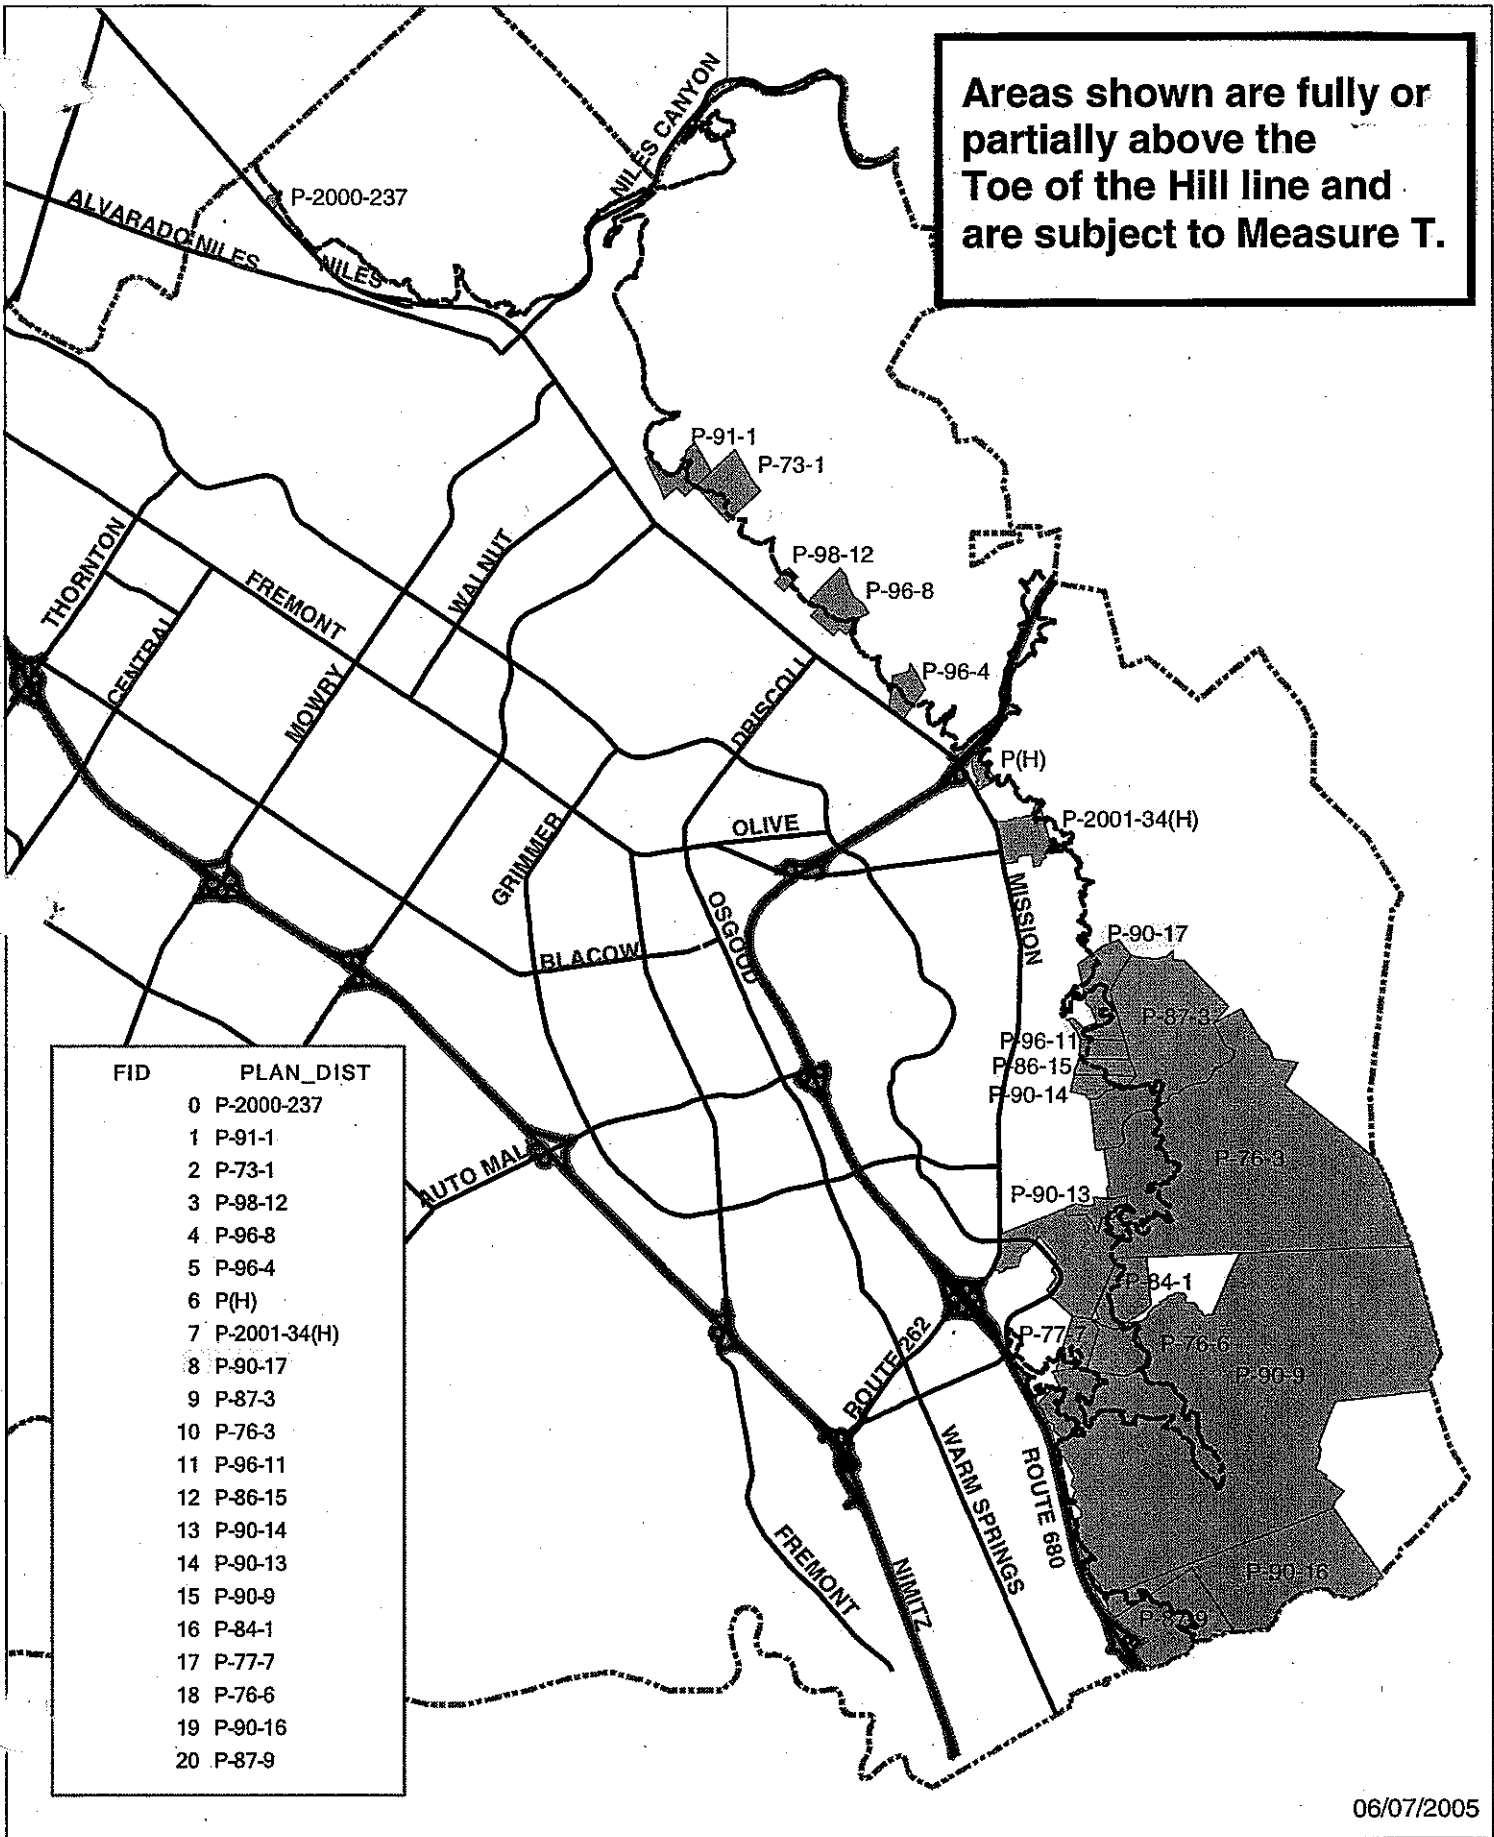 Areas shown are fully or
partially above the
Toe of the Hill line and
are subject to Measure T.
NILES CANYON
P-2000-237
ALVARADO NILES
NILES
P-91-1
P-73-1
P-98-12
P-96-8
P-96-4
P(H)
P-2001-34(H)
THORNTON
FREMONT
WALNUT
CENTRAL
MOWRY
DRISCOLL
GRIMMER
OLIVE
MISSION
OSGOOD
BLACOW
P-90-17
P-87-3
P-96-11
P-86-15
P-90-14
P-76-3
P-90-13
AUTO MAL
P-84-1
P-77-7
P-76-6
P-90-9
ROUTE 262
WARM SPRINGS
ROUTE 680
FREMONT
NIMITZ
P-90-16
P-87-9
FID PLAN_DIST
0 P-2000-237
1 P-91-1
2 P-73-1
3 P-98-12
4 P-96-8
5 P-96-4
6 P(H)
7 P-2001-34(H)
8 P-90-17
9 P-87-3
10 P-76-3
11 P-96-11
12 P-86-15
13 P-90-14
14 P-90-13
15 P-90-9
16 P-84-1
17 P-77-7
18 P-76-6
19 P-90-16
20 P-87-9
06/07/2005